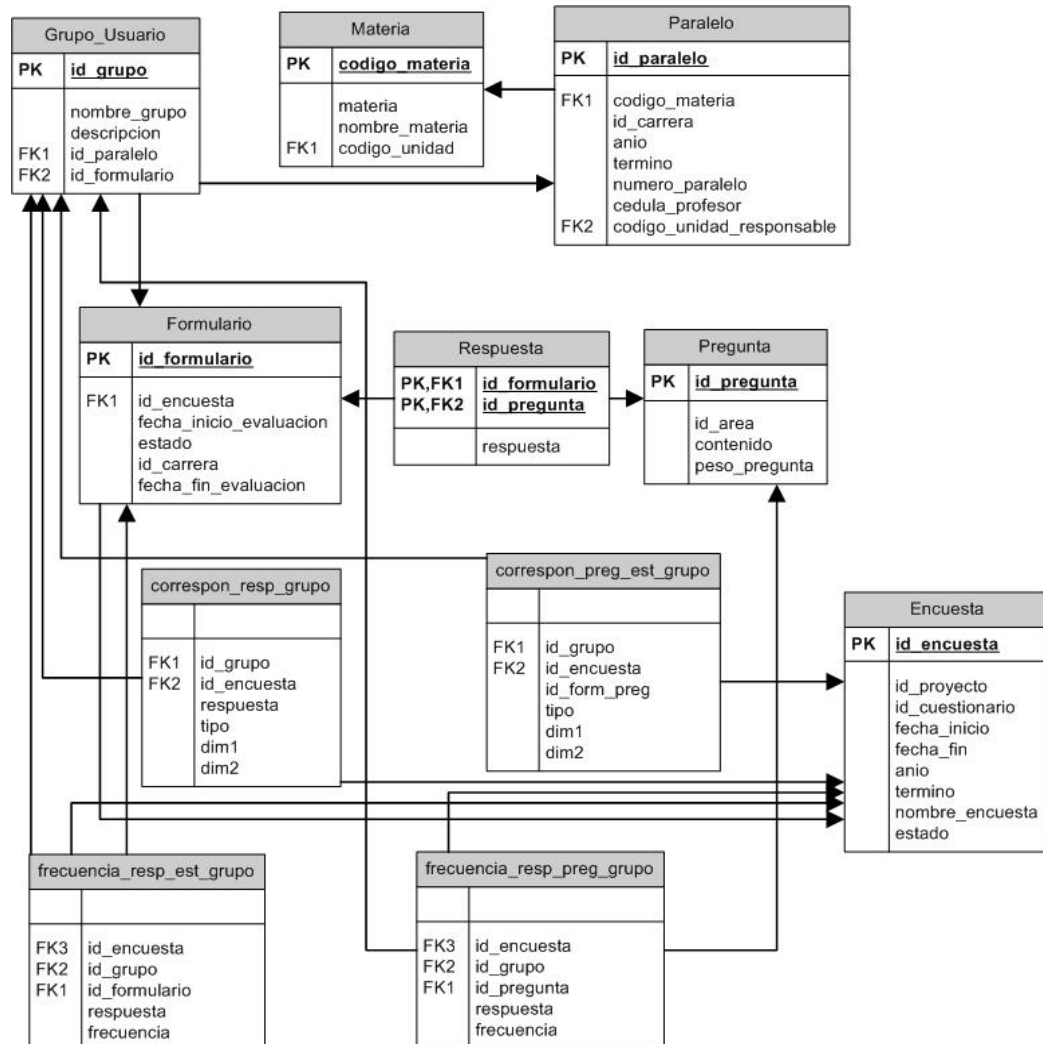 Grupo_Usuario
PK id_grupo
nombre_grupo
descripcion
FK1 id_paralelo
FK2 id_formulario
Materia
PK codigo_materia
materia
nombre_materia
FK1 codigo_unidad
Paralelo
PK id_paralelo
FK1 codigo_materia
id_carrera
anio
termino
numero_paralelo
cedula_profesor
FK2 codigo_unidad_responsable
Formulario
PK id_formulario
FK1 id_encuesta
fecha_inicio_evaluacion
estado
id_carrera
fecha_fin_evaluacion
Respuesta
PK,FK1 id_formulario
PK,FK2 id_pregunta
respuesta
Pregunta
PK id_pregunta
id_area
contenido
peso_pregunta
correspon_resp_grupo
FK1 id_grupo
FK2 id_encuesta
respuesta
tipo
dim1
dim2
correspon_preg_est_grupo
FK1 id_grupo
FK2 id_encuesta
id_form_preg
tipo
dim1
dim2
Encuesta
PK id_encuesta
id_proyecto
id_cuestionario
fecha_inicio
fecha_fin
anio
termino
nombre_encuesta
estado
frecuencia_resp_est_grupo
FK3 id_encuesta
FK2 id_grupo
FK1 id_formulario
respuesta
frecuencia
frecuencia_resp_preg_grupo
FK3 id_encuesta
FK2 id_grupo
FK1 id_pregunta
respuesta
frecuencia